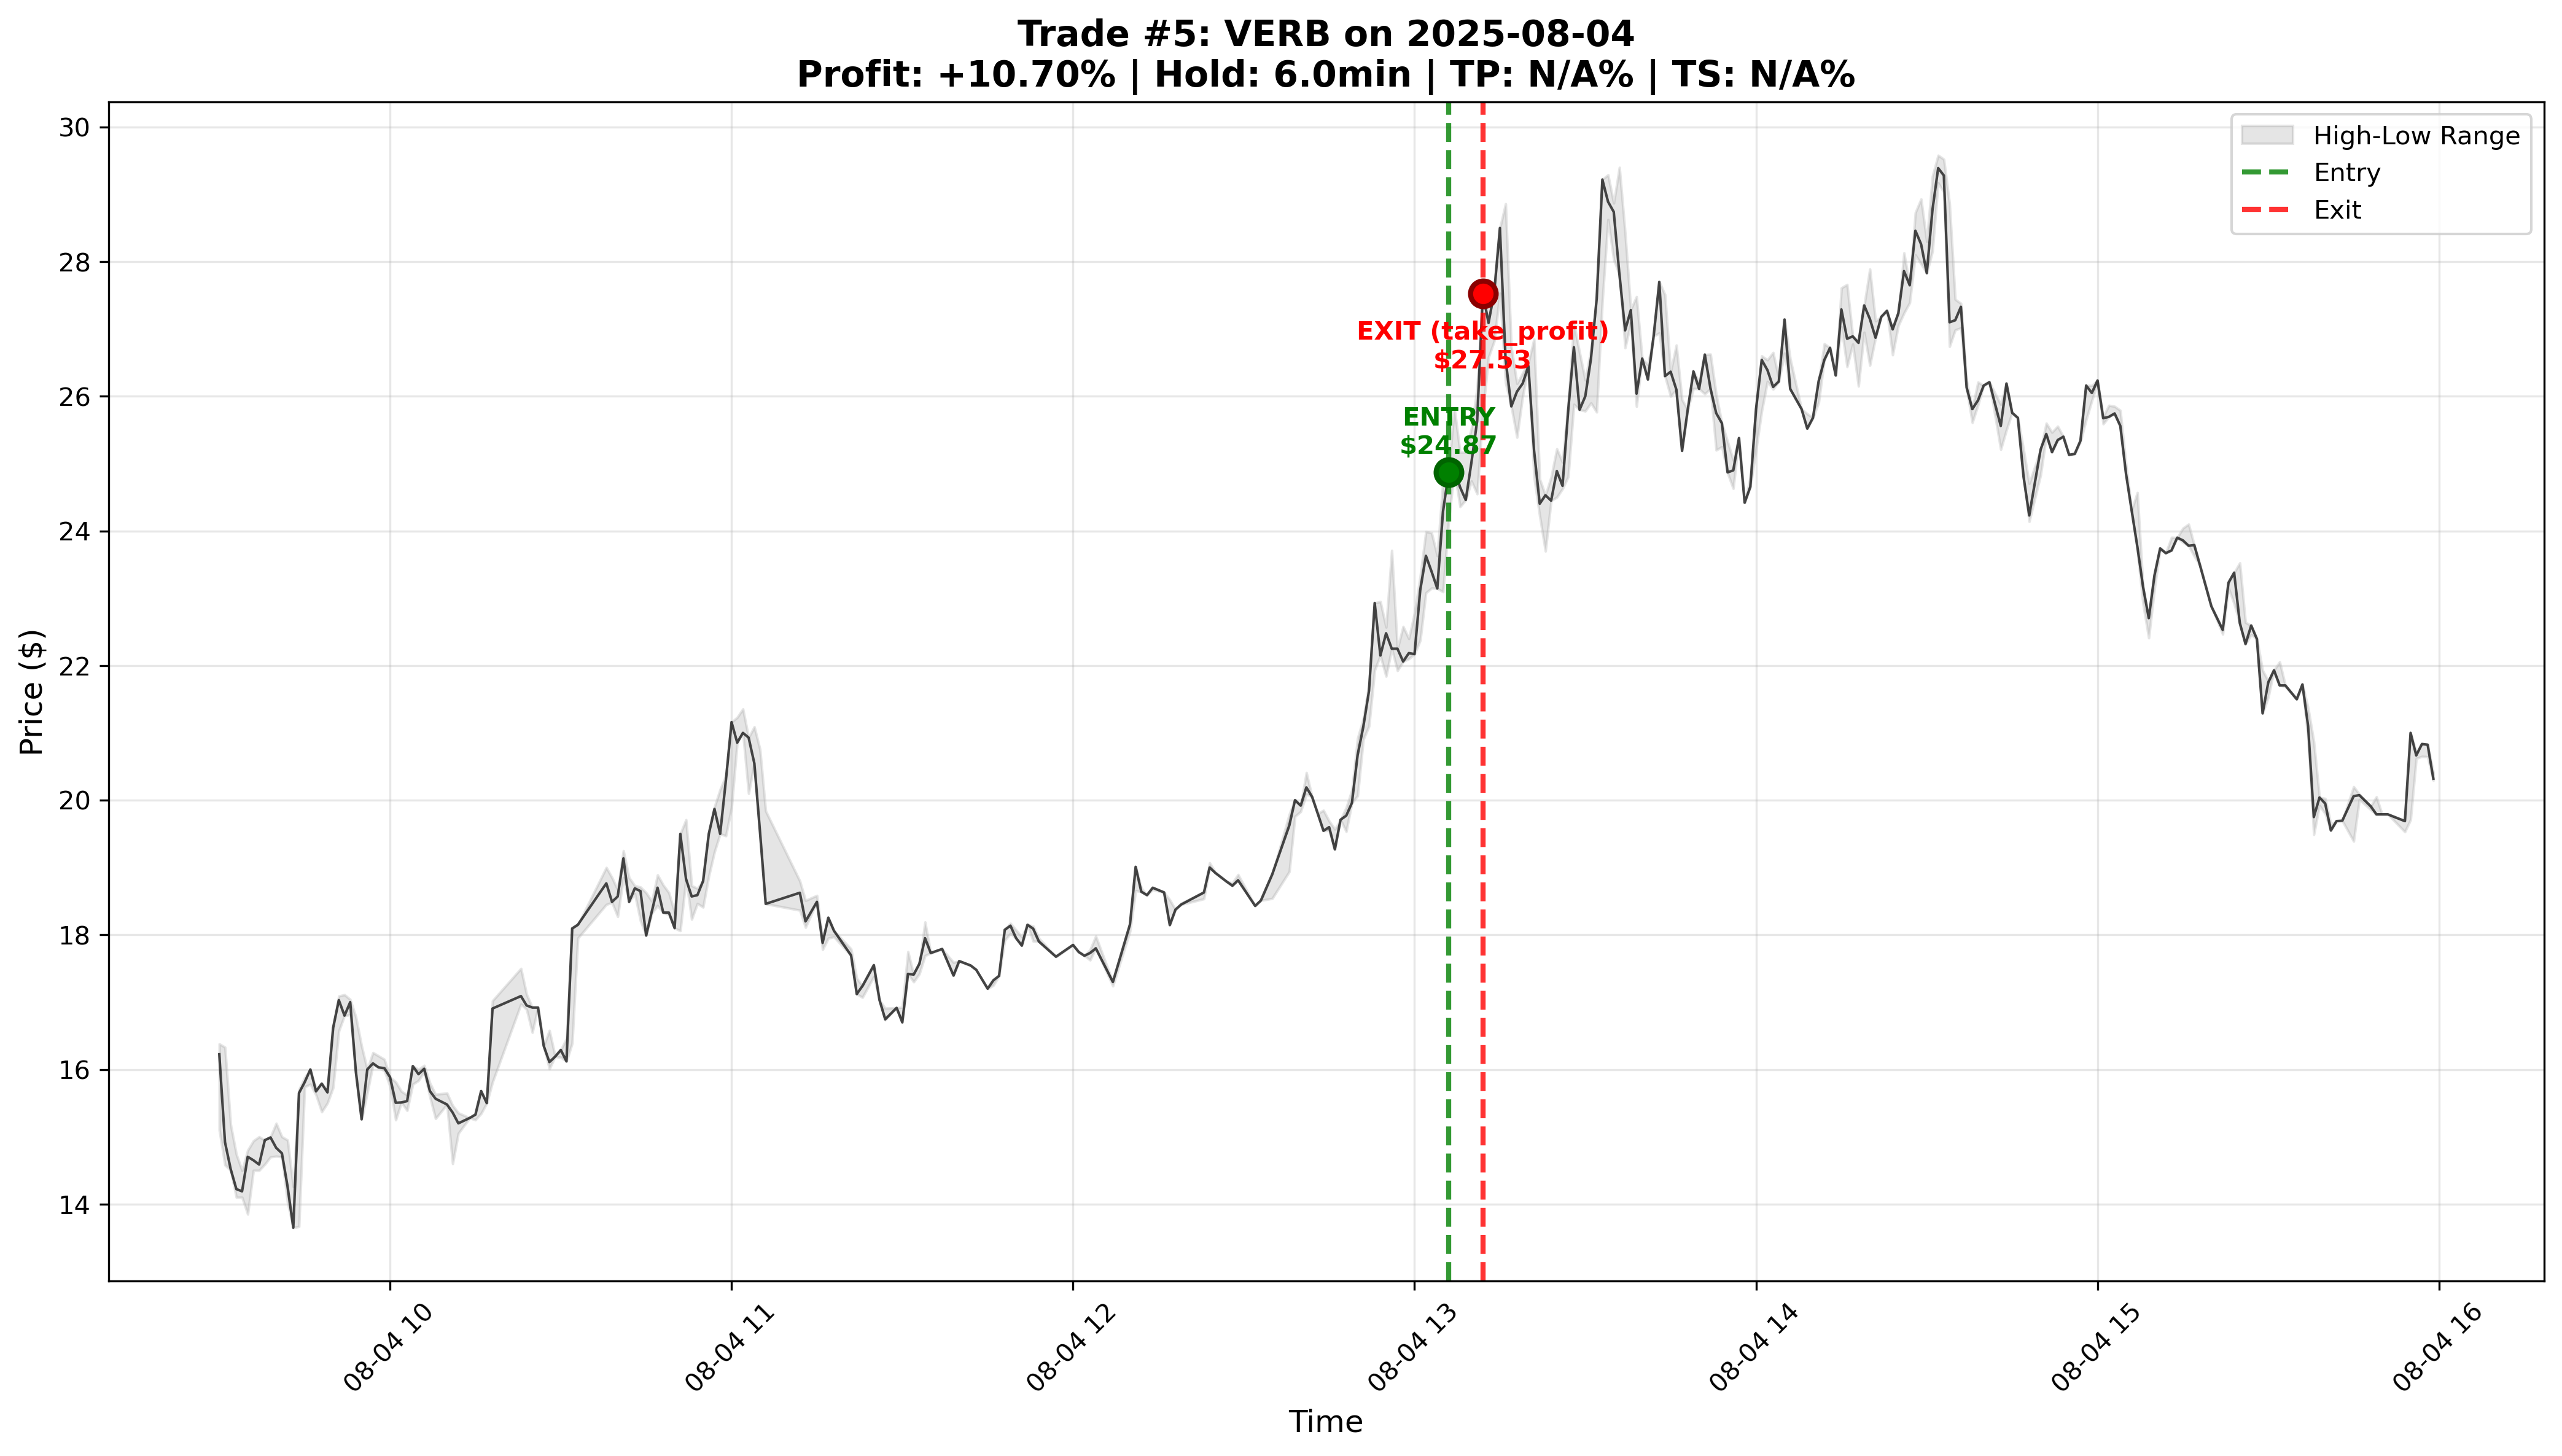 Trade #5: VERB on 2025-08-04
Profit: +10.70% | Hold: 6.0min | TP: N/A% | TS: N/A%
High-Low Range
Entry
Exit
EXIT (take_profit)
$27.53
ENTRY
$24.87
Price ($)
30
28
26
24
22
20
18
16
14
08-04 10
08-04 11
08-04 12
08-04 13
08-04 14
08-04 15
08-04 16
Time